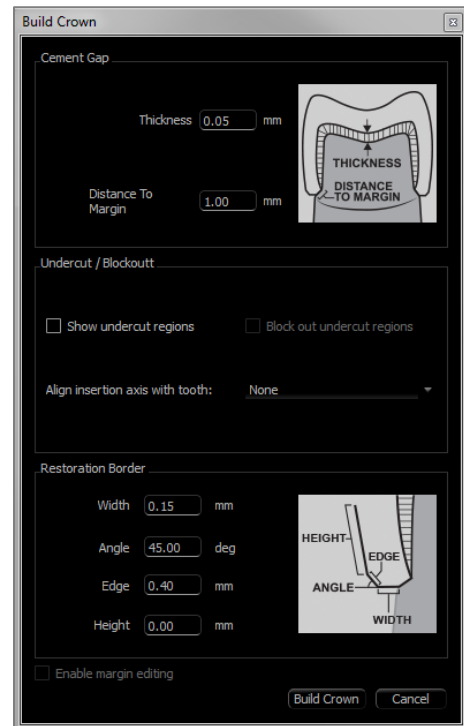 Build Crown
Cement Gap
Thickness 0.05 mm
THICKNESS
DISTANCE
TO MARGIN
Distance To
Margin 1.00 mm
Undercut / Blockoutt
Show undercut regions Block out undercut regions
Align insertion axis with tooth: None
Restoration Border
Width 0.15 mm
Angle 45.00 deg
Edge 0.40 mm
Height 0.00 mm
HEIGHT
EDGE
ANGLE
WIDTH
Enable margin editing
Build Crown Cancel